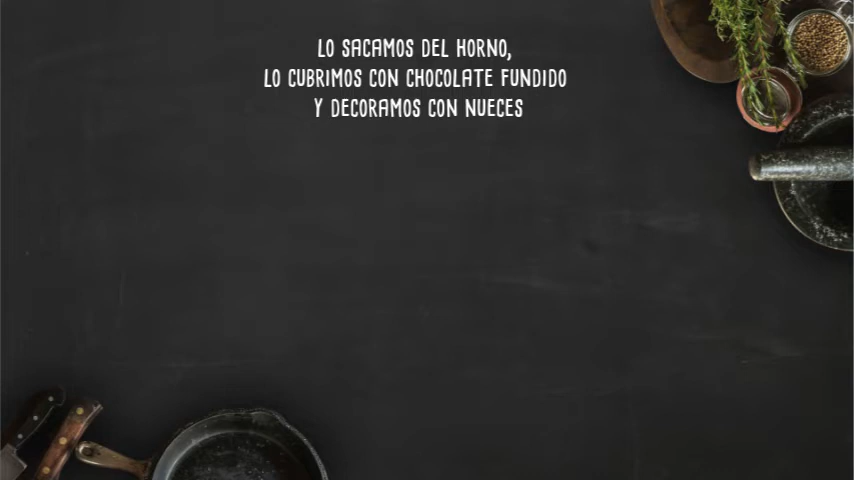 LO SACAMOS DEL HORNO,
LO CUBRIMOS CON CHOCOLATE FUNDIDO
Y DECORAMOS CON NUECES